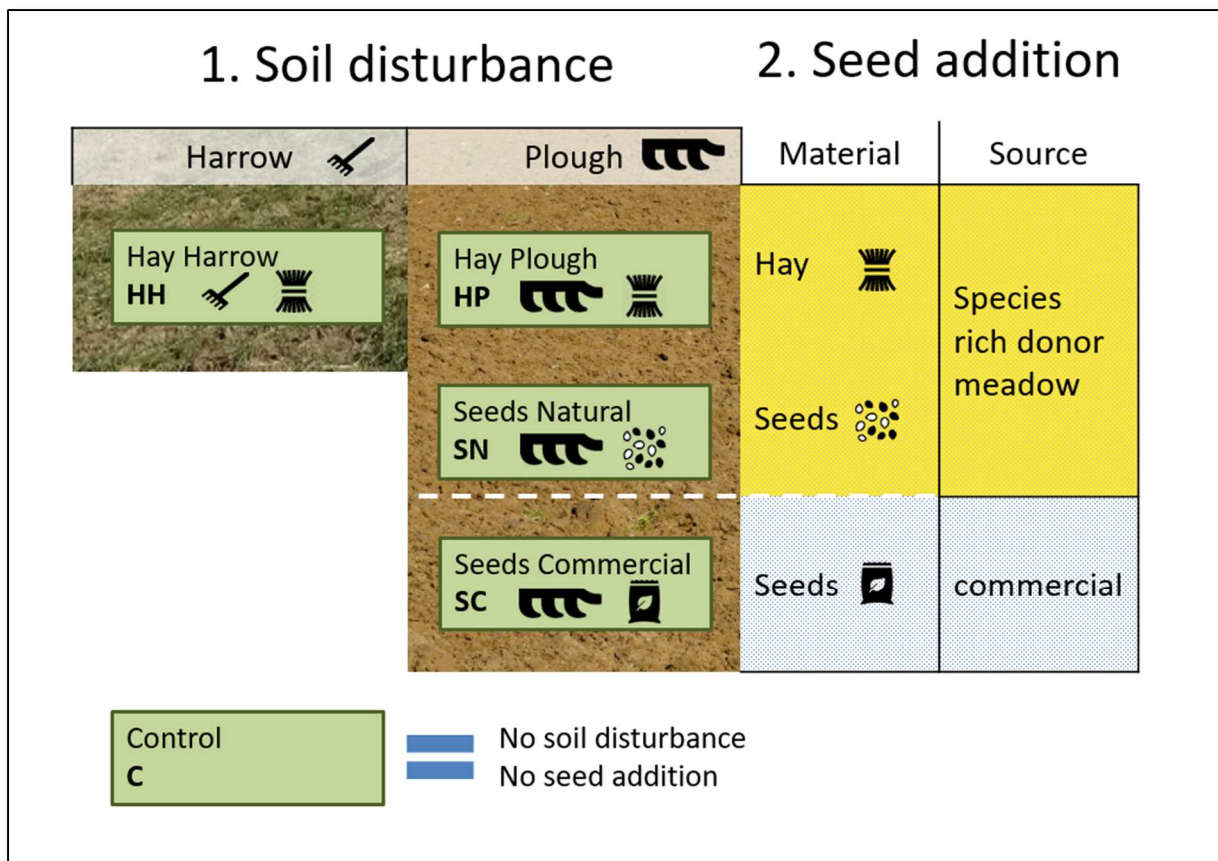 1. Soil disturbance
2. Seed addition
Harrow
Plough
Material
Source
Hay Harrow
HH
Hay Plough
HP
Hay
Species
rich donor
meadow
Seeds Natural
SN
Seeds
Seeds Commercial
SC
Seeds
commercial
Control
C
No soil disturbance
No seed addition